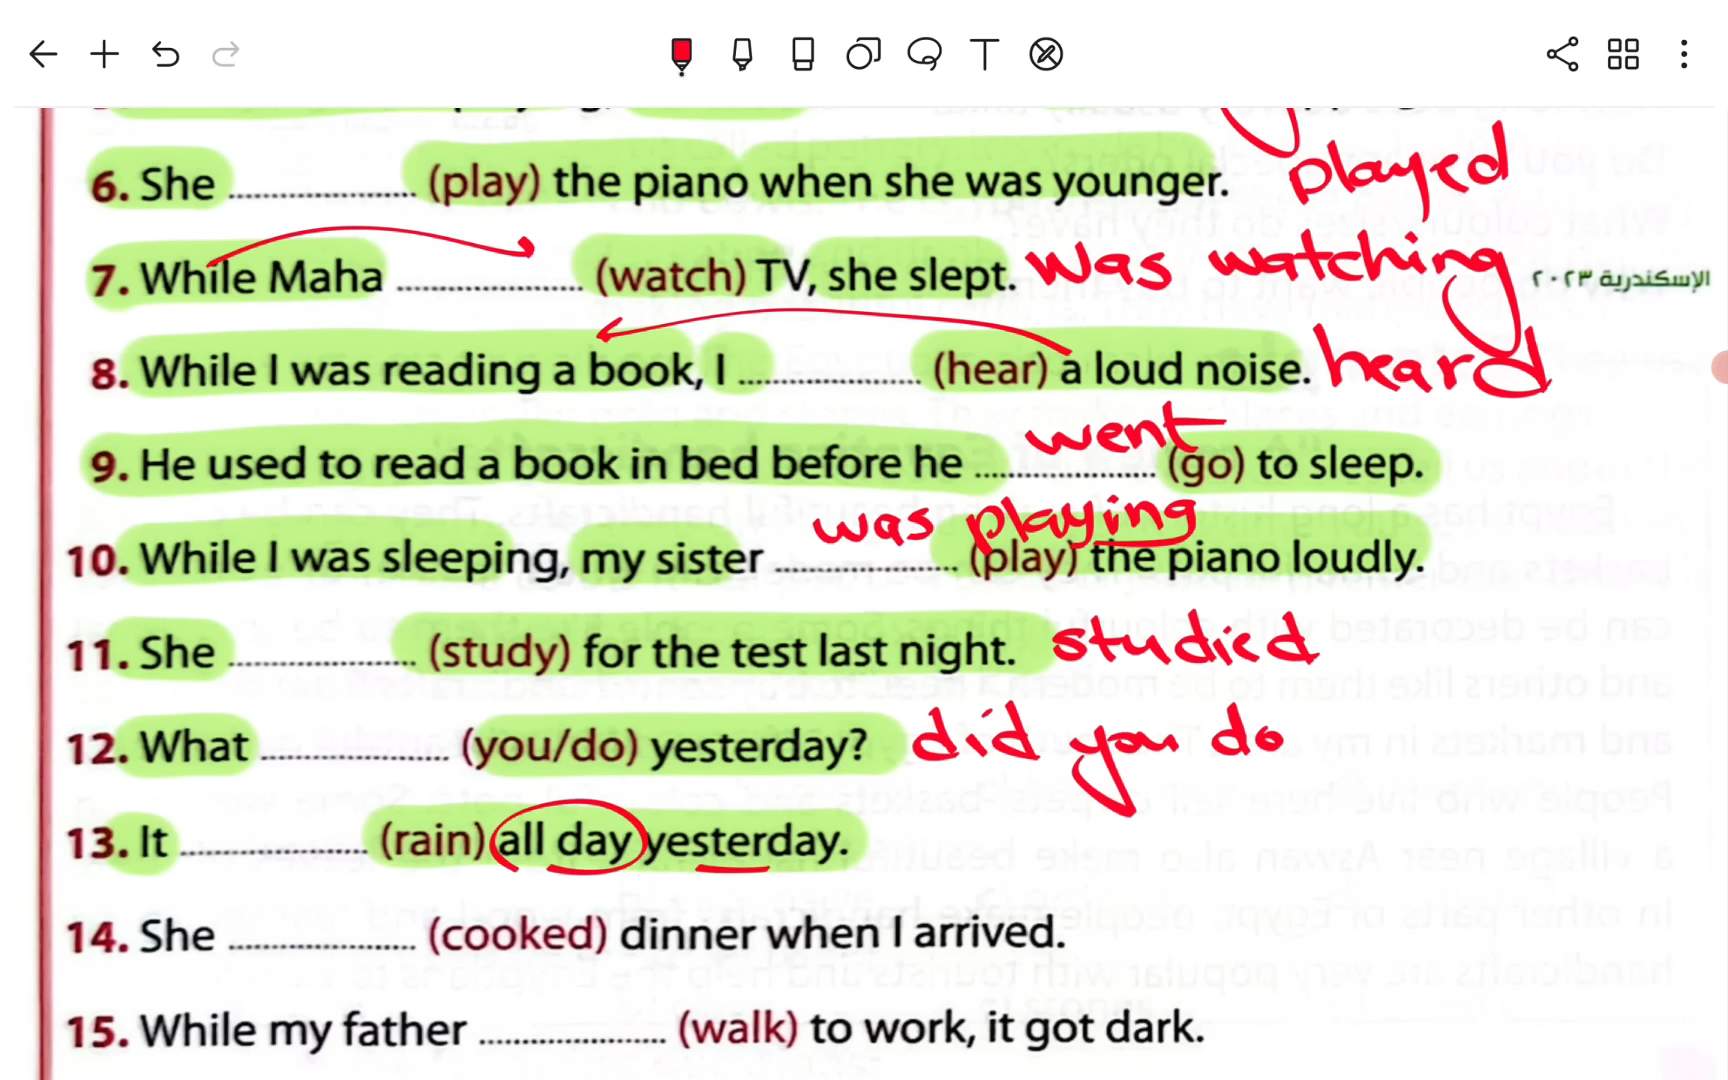 6. She .................... (play) the piano when she was younger. played
7. While Maha .................... (watch) TV, she slept. was watching
الإسكندرية ٢٠٢٣
8. While I was reading a book, I .................... (hear) a loud noise. heard
9. He used to read a book in bed before he .................... (go) to sleep. went
10. While I was sleeping, my sister .................... (play) the piano loudly. was playing
11. She .................... (study) for the test last night. studied
12. What .................... (you/do) yesterday? did you do
13. It .................... (rain) all day yesterday.
14. She .................... (cooked) dinner when I arrived.
15. While my father .................... (walk) to work, it got dark.